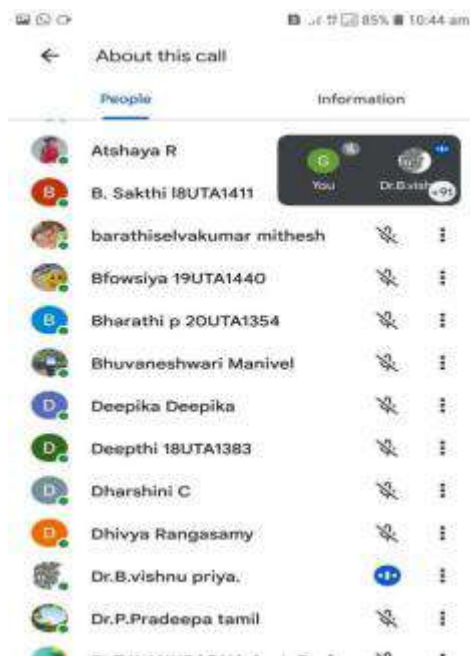 85% 10:44 am
About this call
People Information
Atshaya R
B. Sakthi 18UTA1411
G
You Dr.B.vish +91
B
barathiselvakumar mithesh
Bfowsiya 19UTA1440
B Bharathi p 20UTA1354
Bhuvaneshwari Manivel
D Deepika Deepika
D Deepthi 18UTA1383
D Dharshini C
D Dhivya Rangasamy
Dr.B.vishnu priya.
Dr.P.Pradeepa tamil